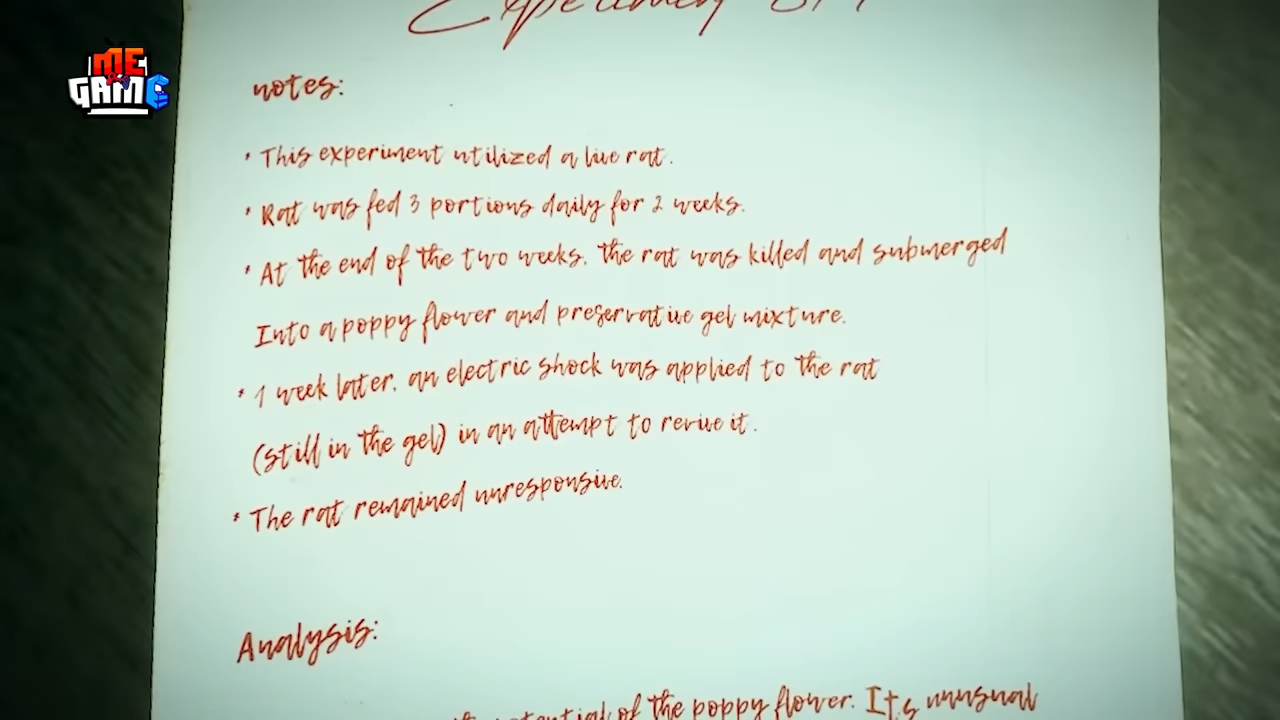 ME
GAME
Experiment
notes:
* This experiment utilized a live rat.
* Rat was fed 3 portions daily for 2 weeks.
* At the end of the two weeks, the rat was killed and submerged
Into a poppy flower and preservative gel mixture.
* 1 week later, an electric shock was applied to the rat
(still in the gel) in an attempt to revive it.
* The rat remained unresponsive.
Analysis:
potential of the poppy flower. Its unusual